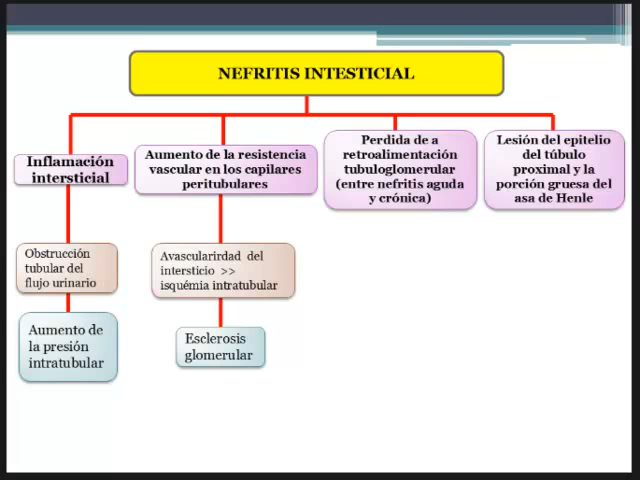 NEFRITIS INTESTICIAL
Inflamación
intersticial
Aumento de la resistencia
vascular en los capilares
peritubulares
Perdida de a
retroalimentación
tubuloglomerular
(entre nefritis aguda
y crónica)
Lesión del epitelio
del túbulo
proximal y la
porción gruesa del
asa de Henle
Obstrucción
tubular del
flujo urinario
Avascularirdad del
intersticio >>
isquémia intratubular
Aumento de
la presión
intratubular
Esclerosis
glomerular